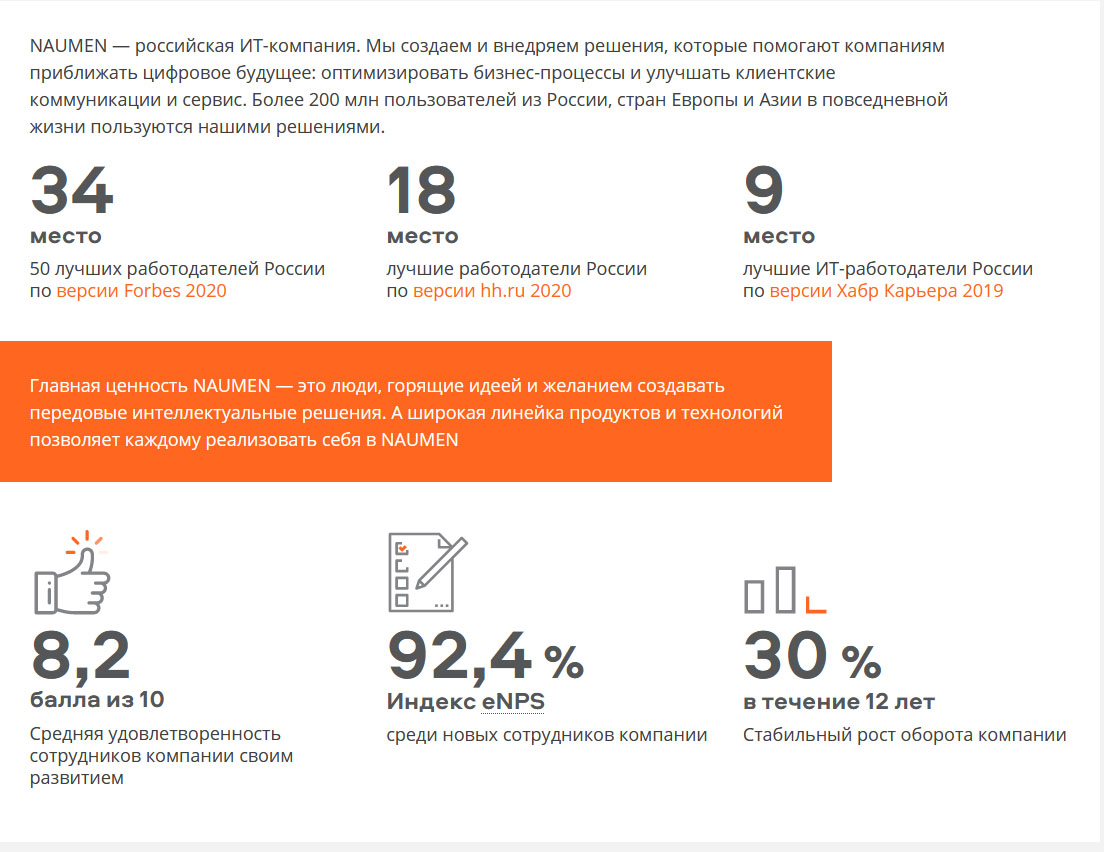 NAUMEN — российская ИТ-компания. Мы создаем и внедряем решения, которые помогают компаниям
приближать цифровое будущее: оптимизировать бизнес-процессы и улучшать клиентские
коммуникации и сервис. Более 200 млн пользователей из России, стран Европы и Азии в повседневной
жизни пользуются нашими решениями.
34
место
50 лучших работодателей России
по версии Forbes 2020
18
место
лучшие работодатели России
по версии hh.ru 2020
9
место
лучшие ИТ-работодатели России
по версии Хабр Карьера 2019
Главная ценность NAUMEN — это люди, горящие идеей и желанием создавать
передовые интеллектуальные решения. А широкая линейка продуктов и технологий
позволяет каждому реализовать себя в NAUMEN
8,2
балла из 10
Средняя удовлетворенность
сотрудников компании своим
развитием
92,4 %
Индекс eNPS
среди новых сотрудников компании
30 %
в течение 12 лет
Стабильный рост оборота компании